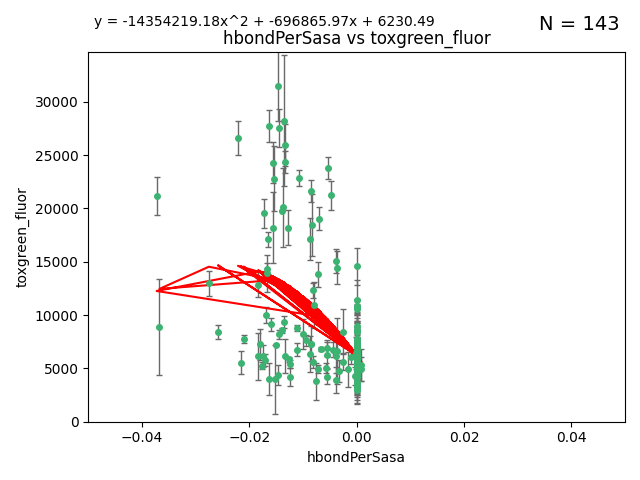 y = -14354219.18x^2 + -696865.97x + 6230.49
N = 143
hbondPerSasa vs toxgreen_fluor
30000
25000
20000
15000
10000
5000
0
toxgreen_fluor
−0.04
−0.02
0.00
0.02
0.04
hbondPerSasa